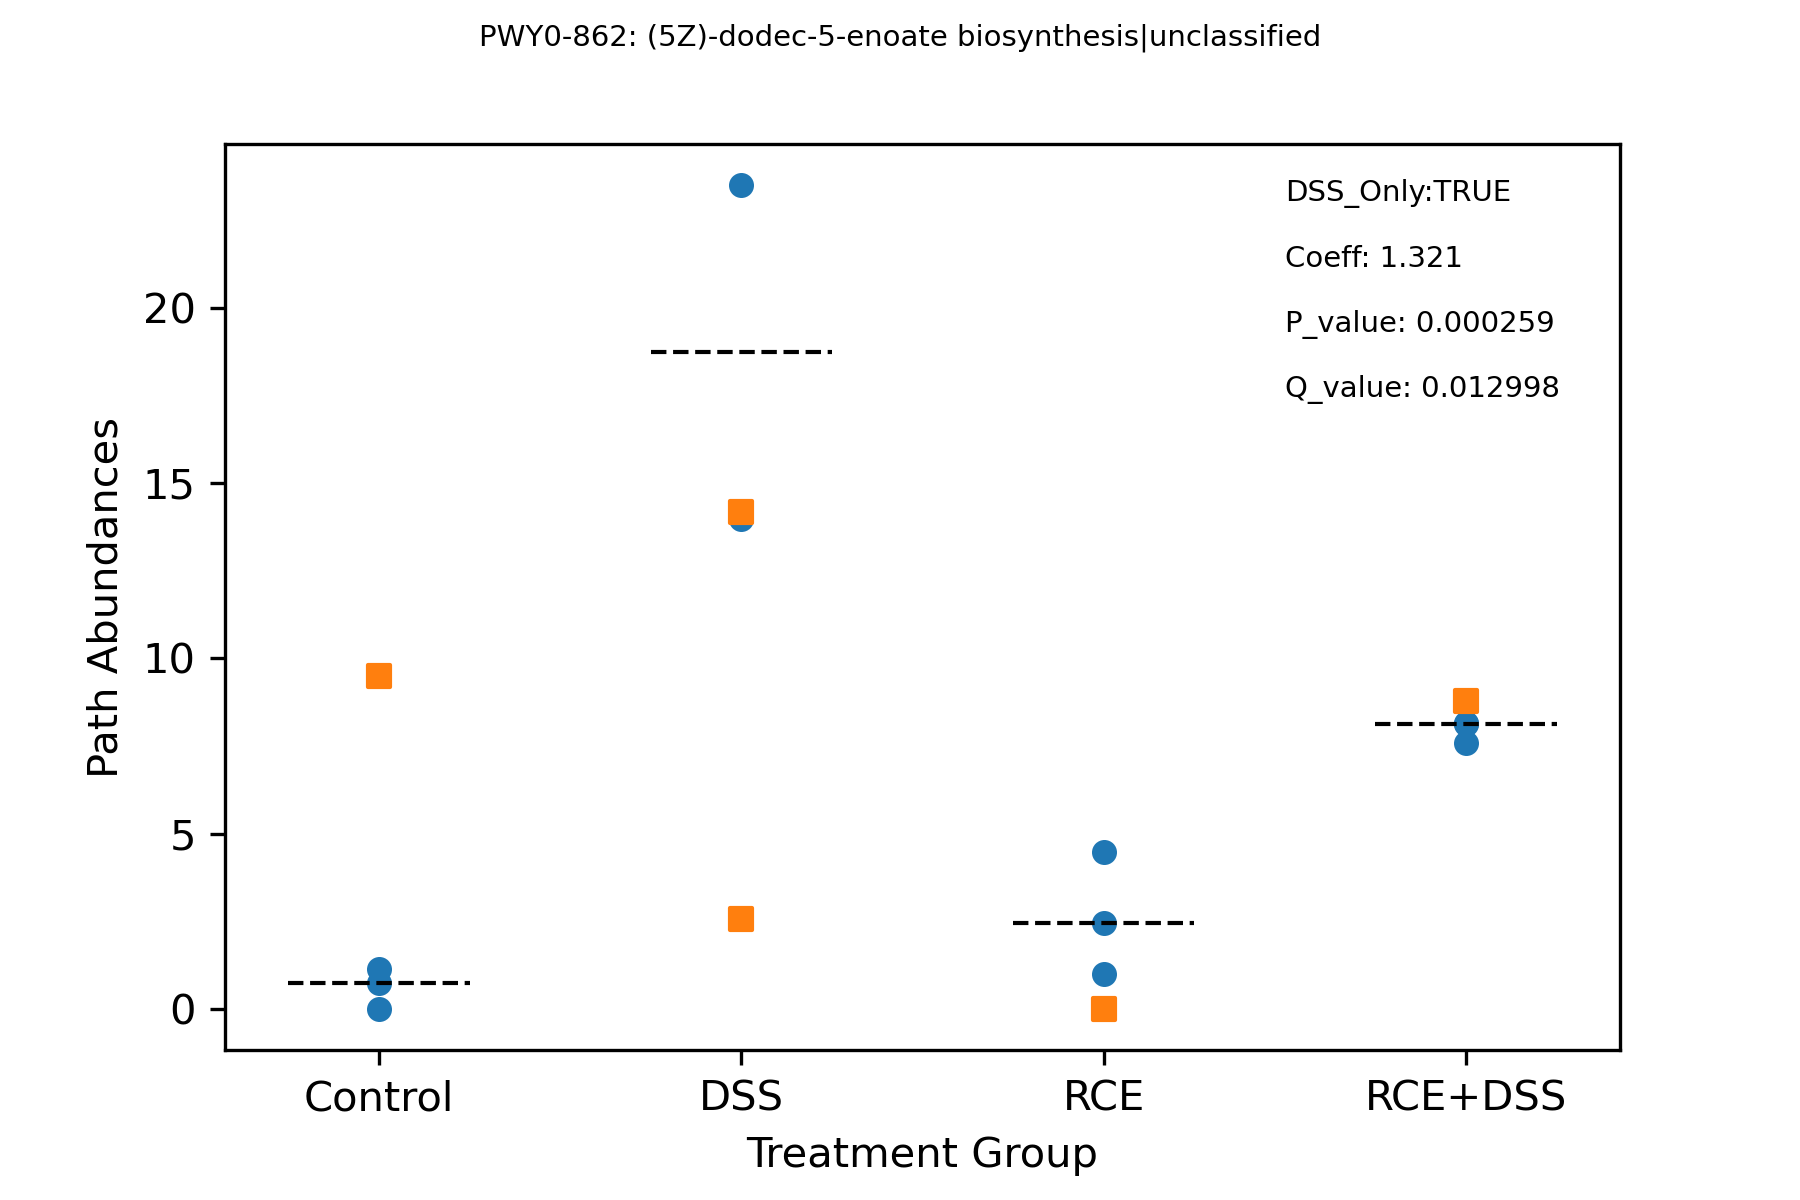 PWY0-862: (5Z)-dodec-5-enoate biosynthesis|unclassified
DSS_Only:TRUE
Coeff: 1.321
P_value: 0.000259
Q_value: 0.012998
Path Abundances
20
15
10
5
0
Control
DSS
RCE
RCE+DSS
Treatment Group